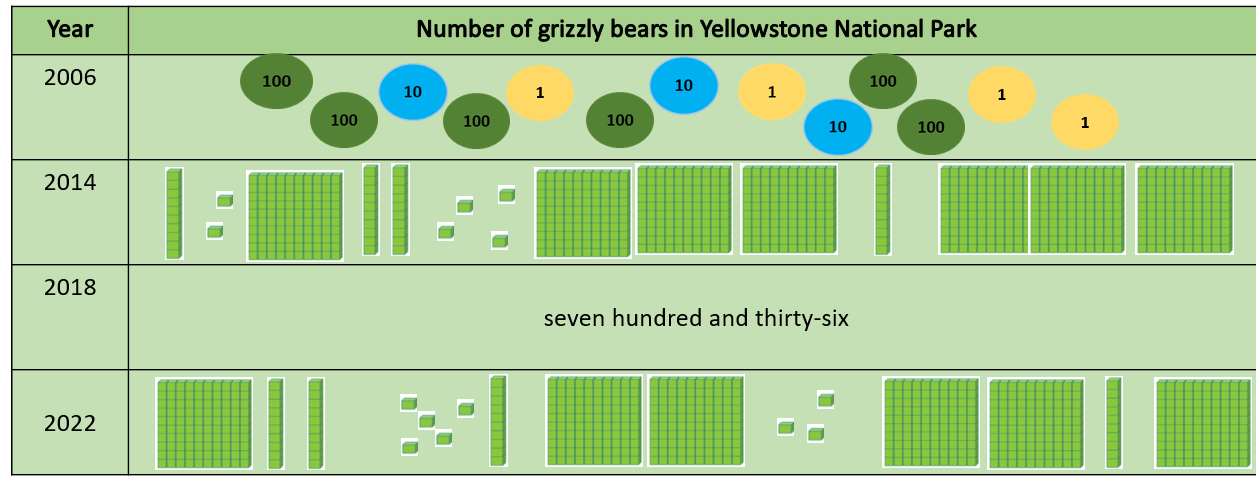 Year Number of grizzly bears in Yellowstone National Park
2006
100 100 10 100 1 100 10 1 10 100 100 1 1
2014
2018
seven hundred and thirty-six
2022